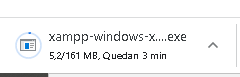 xampp-windows-x....exe
5,2/161 MB, Quedan 3 min